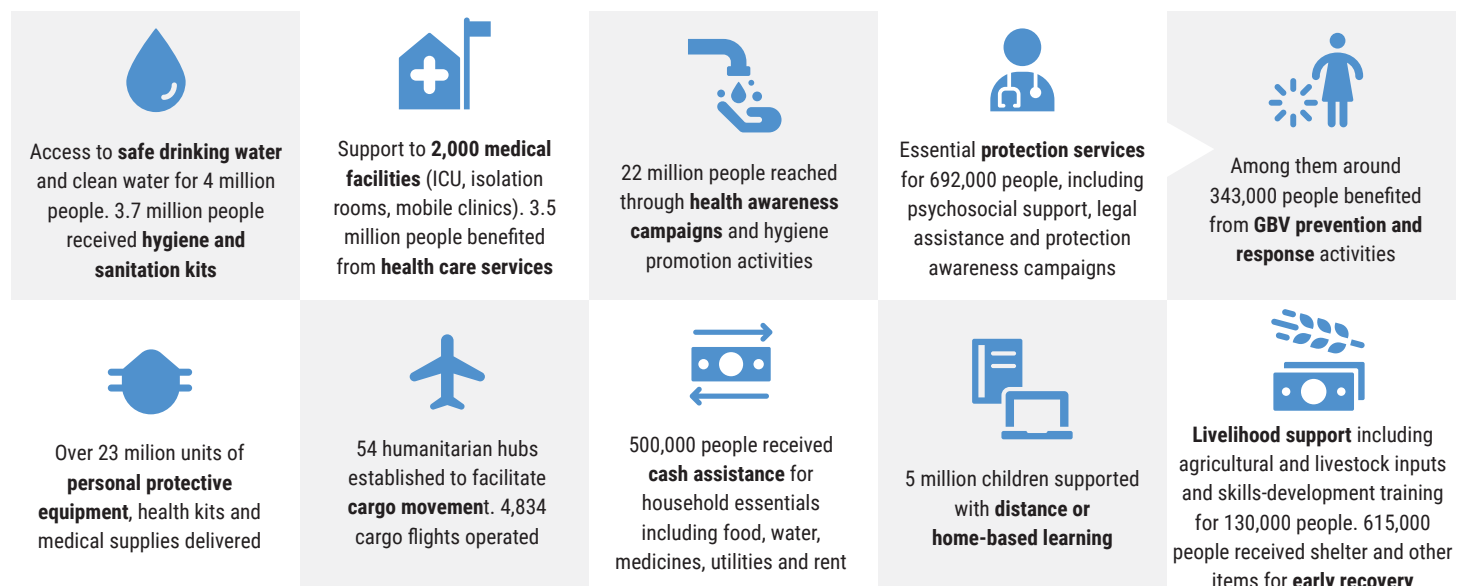 Access to safe drinking water
and clean water for 4 million
people. 3.7 million people
received hygiene and
sanitation kits
Support to 2,000 medical
facilities (ICU, isolation
rooms, mobile clinics). 3.5
million people benefited
from health care services
22 million people reached
through health awareness
campaigns and hygiene
promotion activities
Essential protection services
for 692,000 people, including
psychosocial support, legal
assistance and protection
awareness campaigns
Among them around
343,000 people benefited
from GBV prevention and
response activities
Over 23 milion units of
personal protective
equipment, health kits and
medical supplies delivered
54 humanitarian hubs
established to facilitate
cargo movement. 4,834
cargo flights operated
500,000 people received
cash assistance for
household essentials
including food, water,
medicines, utilities and rent
5 million children supported
with distance or
home-based learning
Livelihood support including
agricultural and livestock inputs
and skills-development training
for 130,000 people. 615,000
people received shelter and other
items for early recovery